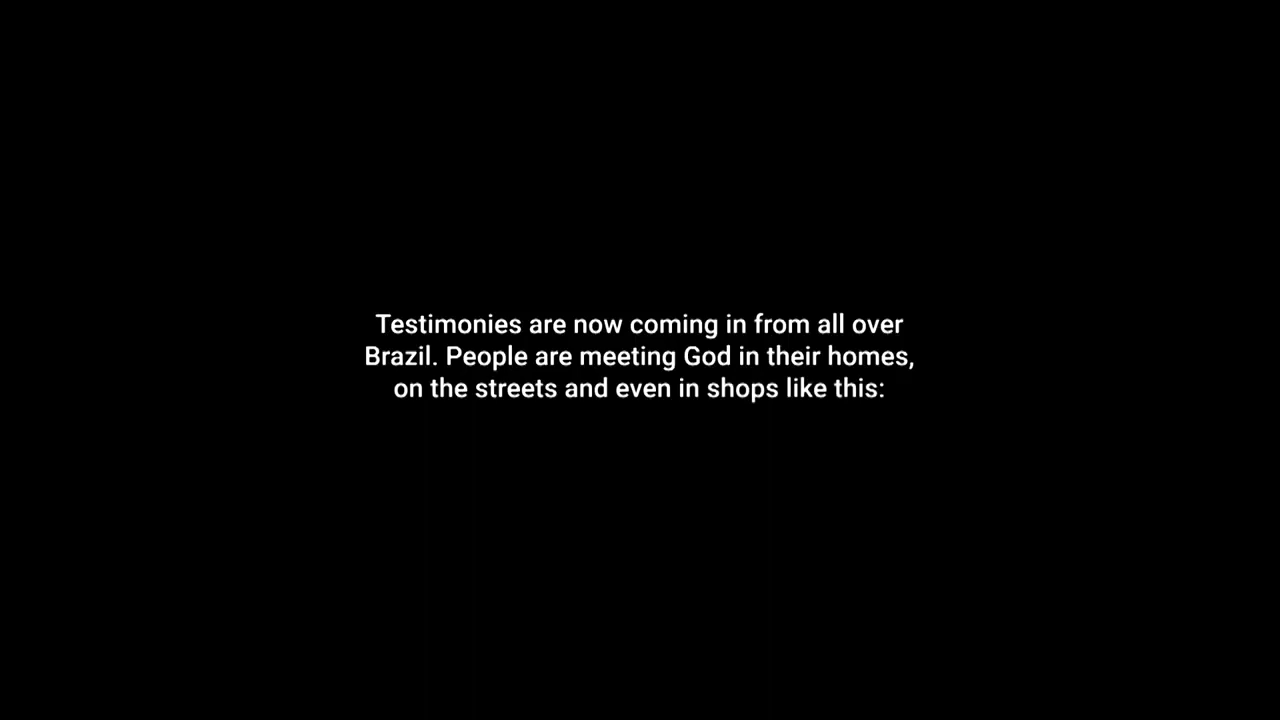 Testimonies are now coming in from all over
Brazil. People are meeting God in their homes,
on the streets and even in shops like this: